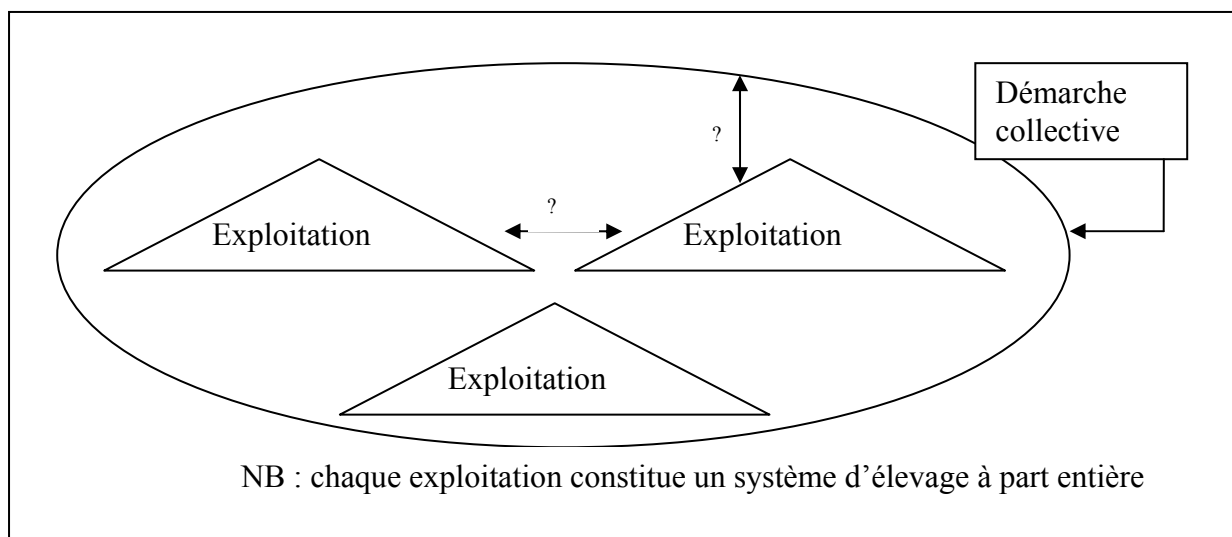 Démarche
collective
?
?
Exploitation
Exploitation
Exploitation
NB : chaque exploitation constitue un système d’élevage à part entière